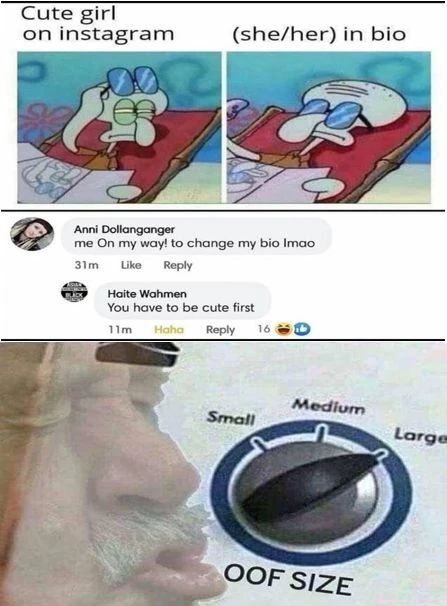 Cute girl
on instagram
(she/her) in bio
Anni Dollanganger
me On my way! to change my bio lmao
31m Like Reply
ASIAN
BLACK
Haite Wahmen
You have to be cute first
11m Haha Reply 16
Small
Medium
Large
OOF SIZE